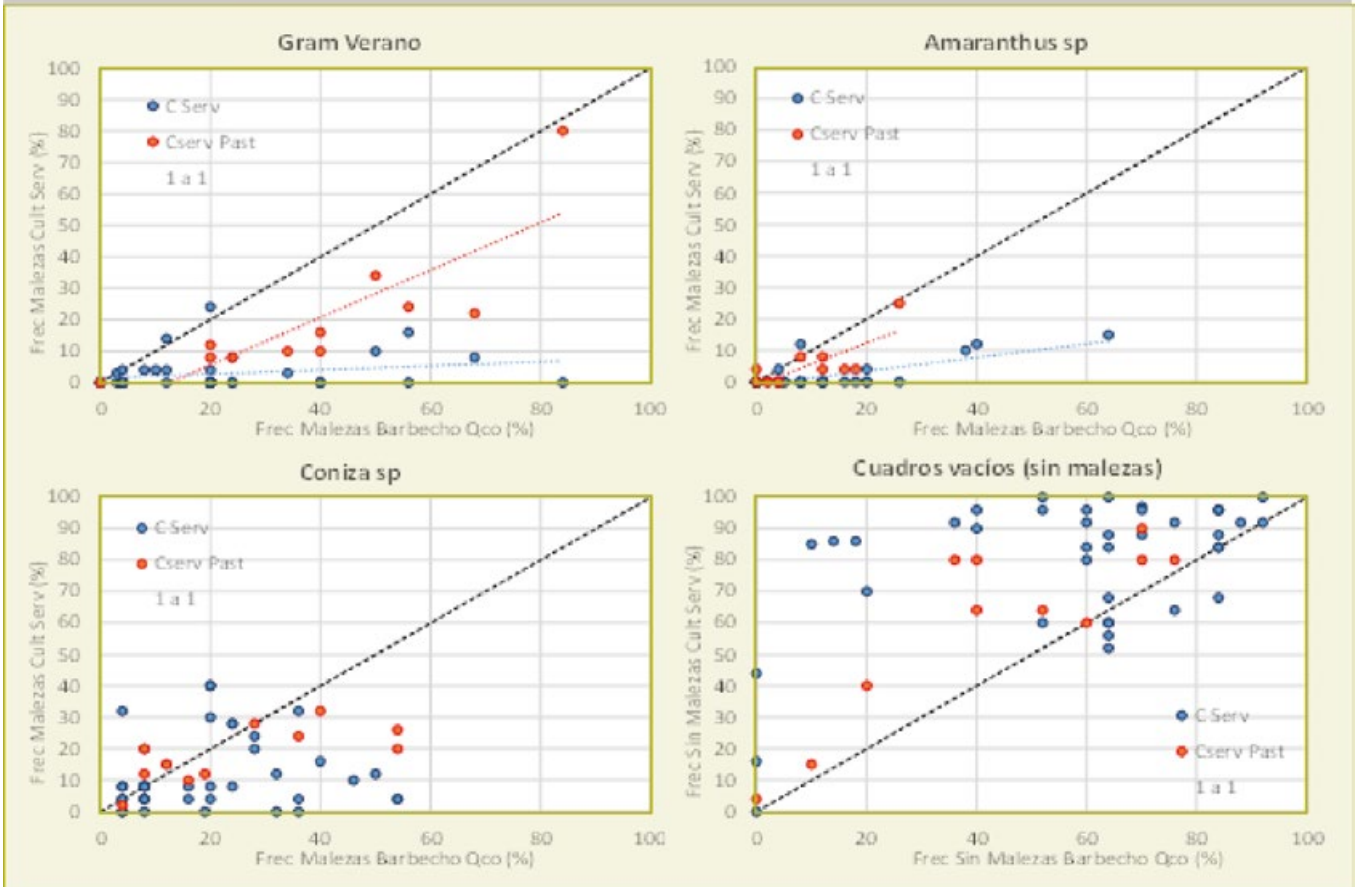 Gram Verano
100
90
80
70
60
50
40
30
20
10
0
Frec Malezas Cult Serv (%)
C Serv
Cserv Past
1 a 1
0 20 40 60 80 100
Frec Malezas Barbecho Qco (%)
Amaranthus sp
100
90
80
70
60
50
40
30
20
10
0
Frec Malezas Cult Serv (%)
C Serv
Cserv Past
1 a 1
0 20 40 60 80 100
Frec Malezas Barbecho Qco (%)
Coniza sp
100
90
80
70
60
50
40
30
20
10
0
Frec Malezas Cult Serv (%)
C Serv
Cserv Past
1 a 1
0 20 40 60 80 100
Frec Malezas Barbecho Qco (%)
Cuadros vacíos (sin malezas)
100
90
80
70
60
50
40
30
20
10
0
Frec Sin Malezas Cult Serv (%)
C Serv
Cserv Past
1 a 1
0 20 40 60 80 100
Frec Sin Malezas Barbecho Qco (%)